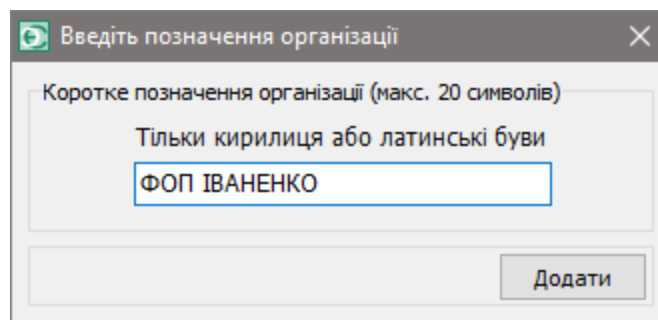 Введіть позначення організації
Коротке позначення організації (макс. 20 символів)
Тільки кирилиця або латинські буви
ФОП ІВАНЕНКО
Додати